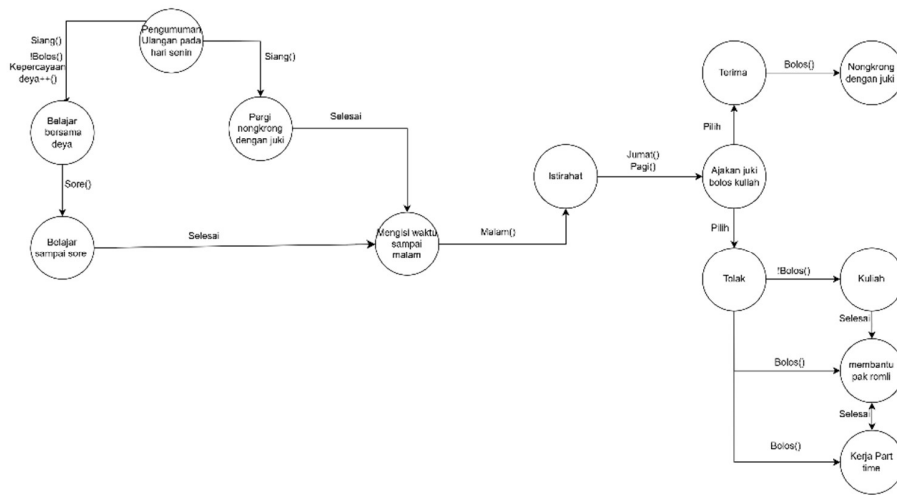 Pengumuman
Ulangan pada
hari senin
Siang()
!Bolos()
Kepercayaan
deya++()
Siang()
Belajar
bersama
deya
Purgi
nongkrong
dengan juki
Selesai
Sore()
Belajar
sampai sore
Selesai
Mengisi waktu
sampai
malam
Malam()
Istirahat
Jumat()
Pagi()
Ajakan juki
bolos kuliah
Pilih
Terima
Bolos()
Nongkrong
dengan juki
Pilih
Tolak
!Bolos()
Kuliah
Selesai
Bolos()
membantu
pak romli
Selesai
Bolos()
Kerja Part
time